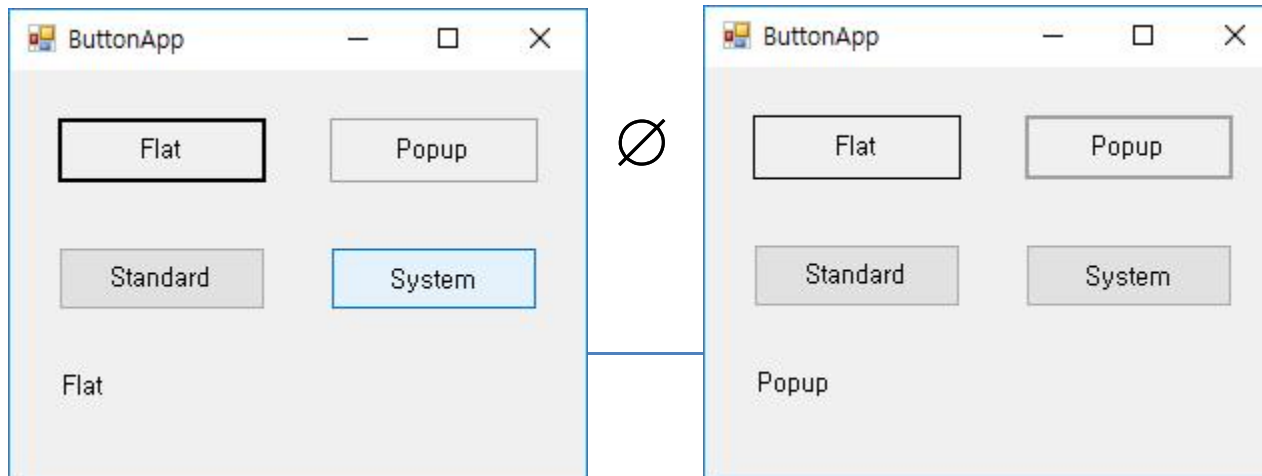 ButtonApp
Flat Popup
Standard System
Flat
∅
ButtonApp
Flat Popup
Standard System
Popup